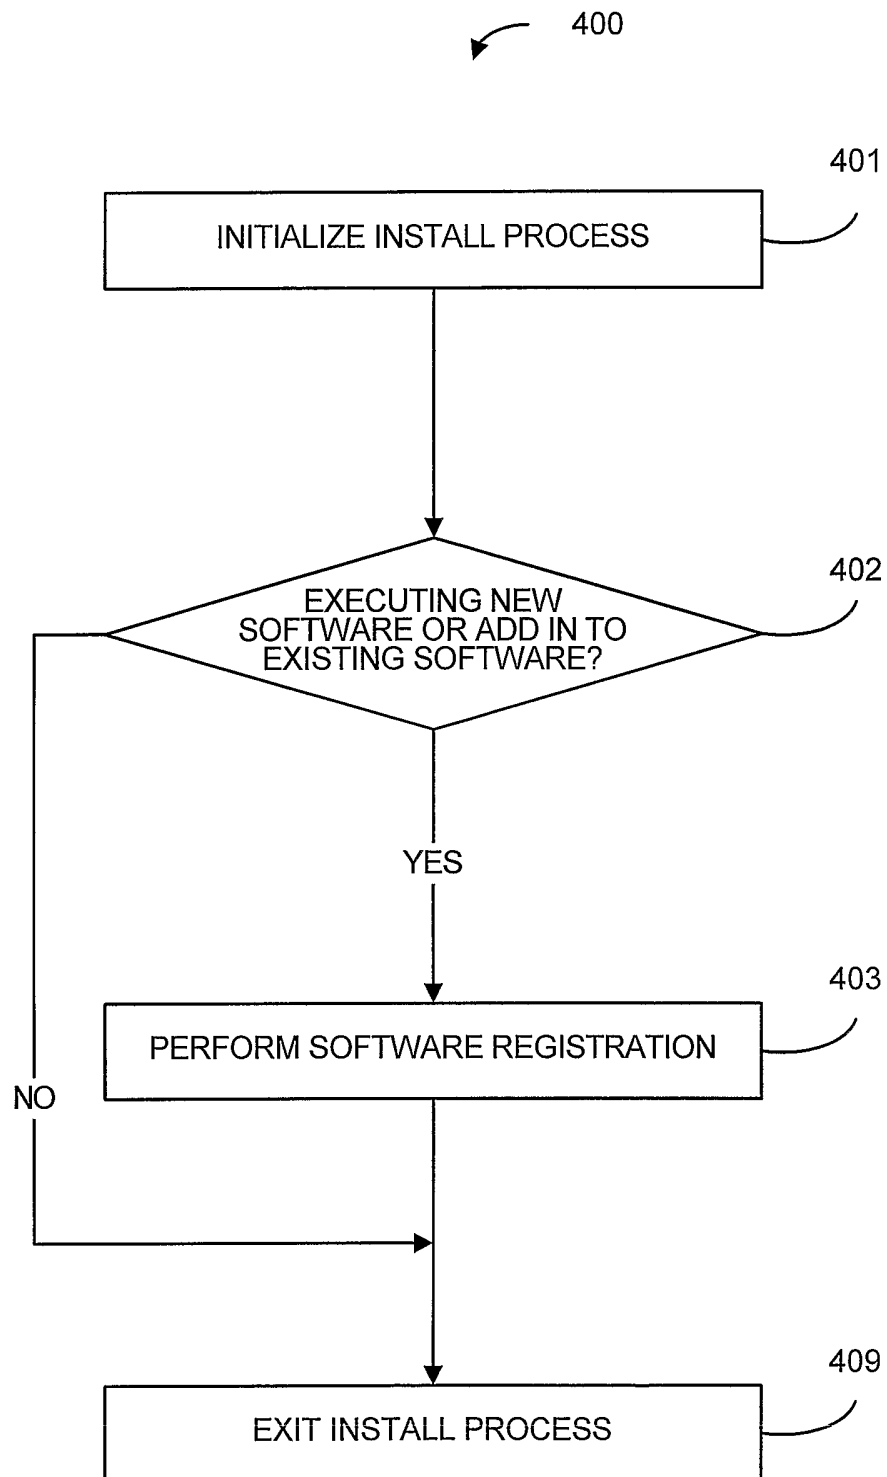 400
401
INITIALIZE INSTALL PROCESS
402
EXECUTING NEW
SOFTWARE OR ADD IN TO
EXISTING SOFTWARE?
YES
403
PERFORM SOFTWARE REGISTRATION
NO
409
EXIT INSTALL PROCESS